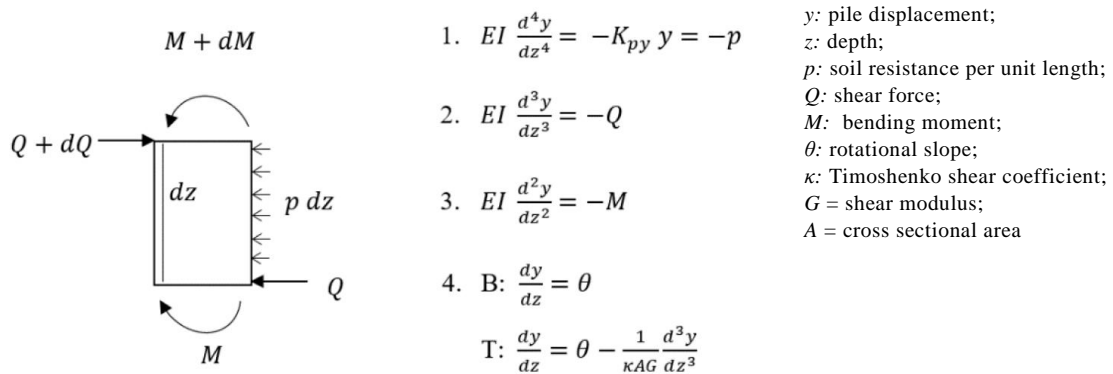 M + dM
Q + dQ
dz
p dz
Q
M
1. EI d⁴y/dz⁴ = −K_py y = −p
2. EI d³y/dz³ = −Q
3. EI d²y/dz² = −M
4. B: dy/dz = θ
T: dy/dz = θ − 1/κAG d³y/dz³
y: pile displacement;
z: depth;
p: soil resistance per unit length;
Q: shear force;
M: bending moment;
θ: rotational slope;
κ: Timoshenko shear coefficient;
G = shear modulus;
A = cross sectional area